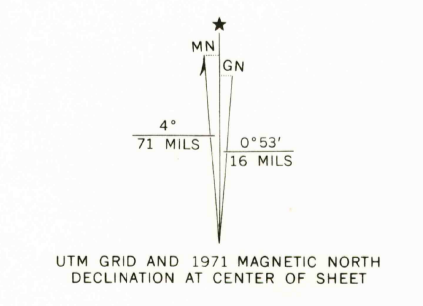 MN
GN
4°
71 MILS
0°53′
16 MILS
UTM GRID AND 1971 MAGNETIC NORTH
DECLINATION AT CENTER OF SHEET